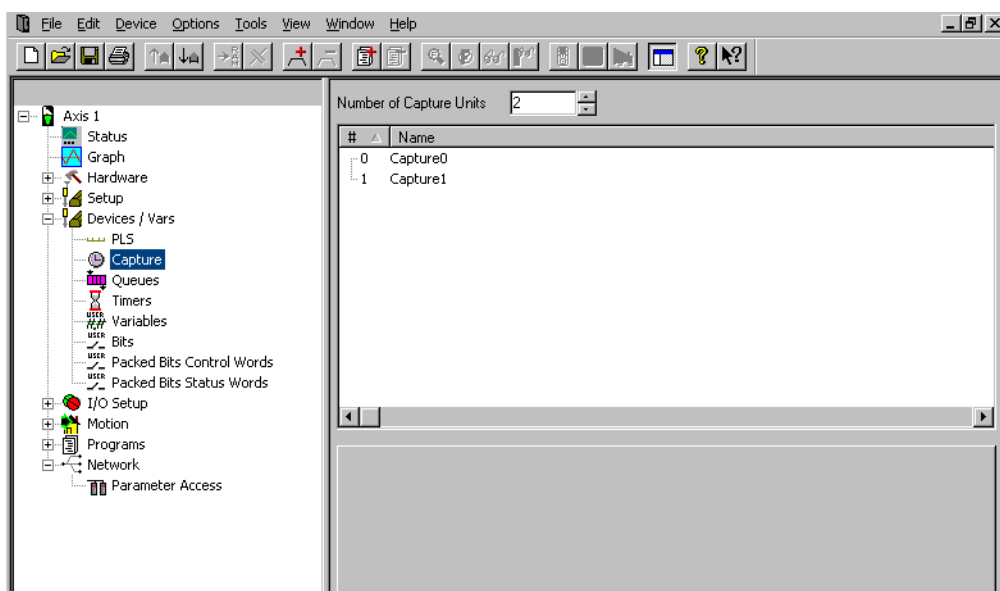 File Edit Device Options Tools View Window Help
Number of Capture Units 2
# Name
0 Capture0
1 Capture1
Axis 1
Status
Graph
Hardware
Setup
Devices / Vars
PLS
Capture
Queues
Timers
Variables
Bits
Packed Bits Control Words
Packed Bits Status Words
I/O Setup
Motion
Programs
Network
Parameter Access